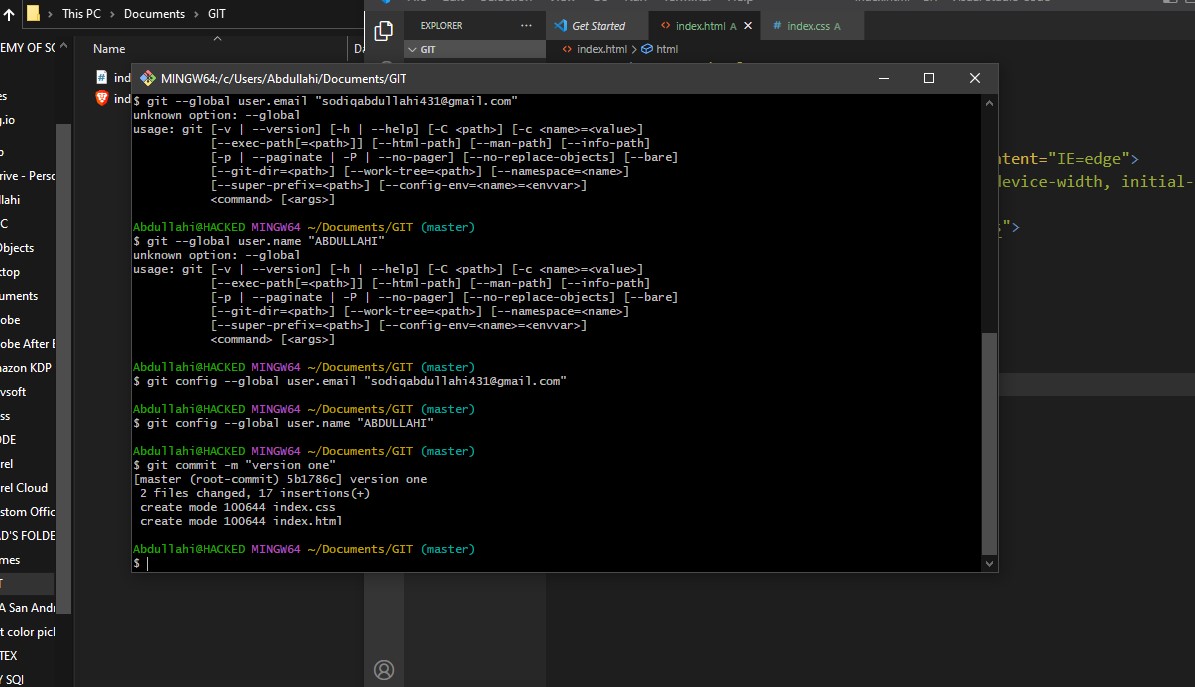 This PC > Documents > GIT
EMY OF SC
Name
ind
ind
es
g.io
rive - Perso
llahi
C
Objects
ktop
uments
obe
obe After E
mazon KDP
vsoft
ss
ODE
rel
rel Cloud
stom Offic
AD'S FOLDE
mes
T
A San Andr
t color pick
TEX
Y SQL
EXPLORER ...
GIT
Get Started
index.html A
# index.css A
index.html > html
ntent="IE=edge">
device-width, initial-
">
MINGW64:/c/Users/Abdullahi/Documents/GIT
$ git --global user.email "sodiqabdullahi431@gmail.com"
unknown option: --global
usage: git [-v | --version] [-h | --help] [-C <path>] [-c <name>=<value>]
[--exec-path[=<path>]] [--html-path] [--man-path] [--info-path]
[-p | --paginate | -P | --no-pager] [--no-replace-objects] [--bare]
[--git-dir=<path>] [--work-tree=<path>] [--namespace=<name>]
[--super-prefix=<path>] [--config-env=<name>=<envvar>]
<command> [<args>]
Abdullahi@HACKED MINGW64 ~/Documents/GIT (master)
$ git --global user.name "ABDULLAHI"
unknown option: --global
usage: git [-v | --version] [-h | --help] [-C <path>] [-c <name>=<value>]
[--exec-path[=<path>]] [--html-path] [--man-path] [--info-path]
[-p | --paginate | -P | --no-pager] [--no-replace-objects] [--bare]
[--git-dir=<path>] [--work-tree=<path>] [--namespace=<name>]
[--super-prefix=<path>] [--config-env=<name>=<envvar>]
<command> [<args>]
Abdullahi@HACKED MINGW64 ~/Documents/GIT (master)
$ git config --global user.email "sodiqabdullahi431@gmail.com"
Abdullahi@HACKED MINGW64 ~/Documents/GIT (master)
$ git config --global user.name "ABDULLAHI"
Abdullahi@HACKED MINGW64 ~/Documents/GIT (master)
$ git commit -m "version one"
[master (root-commit) 5b1786c] version one
2 files changed, 17 insertions(+)
create mode 100644 index.css
create mode 100644 index.html
Abdullahi@HACKED MINGW64 ~/Documents/GIT (master)
$